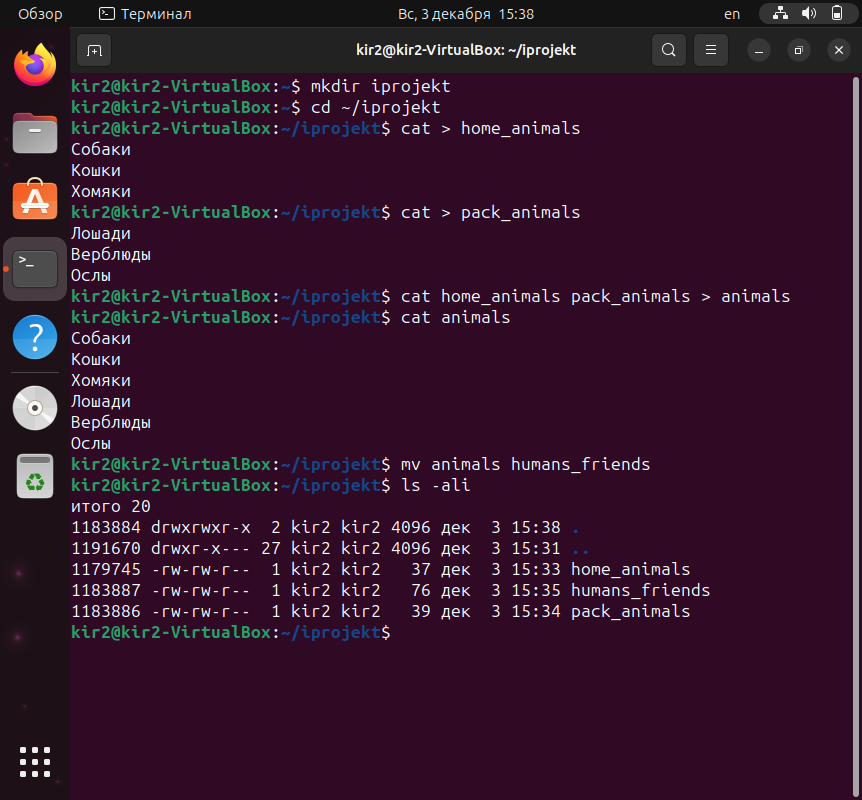 Обзор Терминал Вс, 3 декабря 15:38 en
kir2@kir2-VirtualBox: ~/iprojekt
kir2@kir2-VirtualBox:~$ mkdir iprojekt
kir2@kir2-VirtualBox:~$ cd ~/iprojekt
kir2@kir2-VirtualBox:~/iprojekt$ cat > home_animals
Собаки
Кошки
Хомяки
kir2@kir2-VirtualBox:~/iprojekt$ cat > pack_animals
Лошади
Верблюды
Ослы
kir2@kir2-VirtualBox:~/iprojekt$ cat home_animals pack_animals > animals
kir2@kir2-VirtualBox:~/iprojekt$ cat animals
Собаки
Кошки
Хомяки
Лошади
Верблюды
Ослы
kir2@kir2-VirtualBox:~/iprojekt$ mv animals humans_friends
kir2@kir2-VirtualBox:~/iprojekt$ ls -ali
итого 20
1183884 drwxrwxr-x  2 kir2 kir2 4096 дек  3 15:38 .
1191670 drwxr-x--- 27 kir2 kir2 4096 дек  3 15:31 ..
1179745 -rw-rw-r--  1 kir2 kir2   37 дек  3 15:33 home_animals
1183887 -rw-rw-r--  1 kir2 kir2   76 дек  3 15:35 humans_friends
1183886 -rw-rw-r--  1 kir2 kir2   39 дек  3 15:34 pack_animals
kir2@kir2-VirtualBox:~/iprojekt$